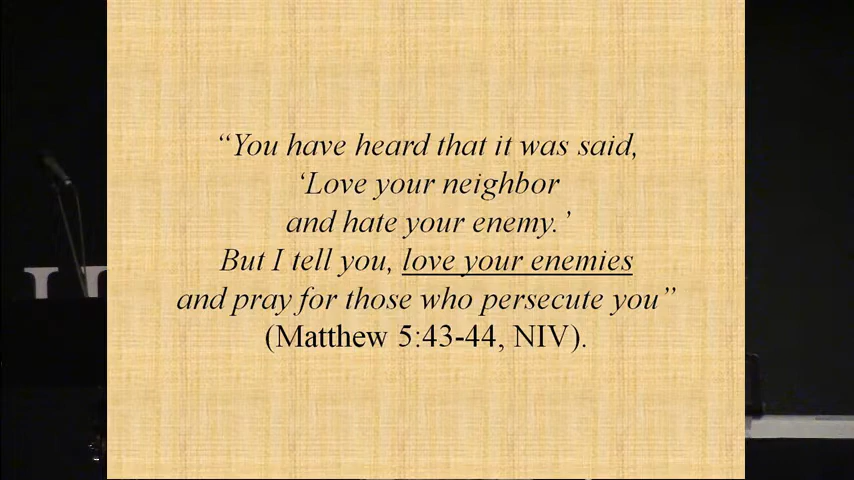 “You have heard that it was said,
‘Love your neighbor
and hate your enemy.’
But I tell you, love your enemies
and pray for those who persecute you”
(Matthew 5:43-44, NIV).